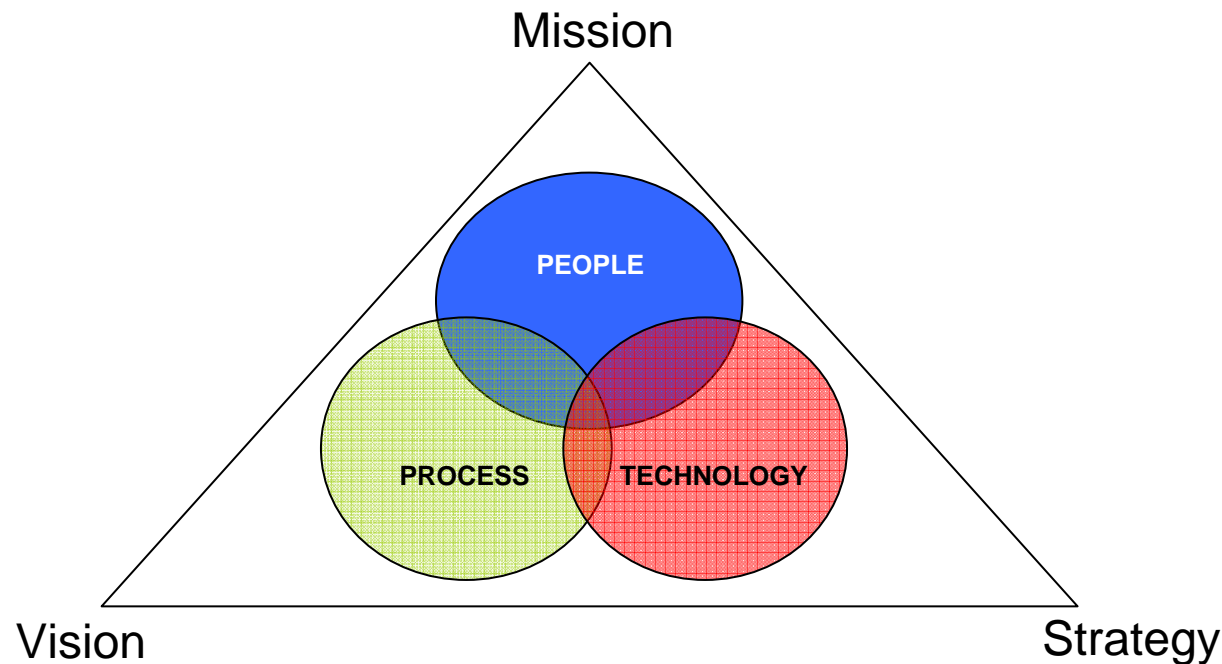 Mission
PEOPLE
PROCESS
TECHNOLOGY
Vision
Strategy